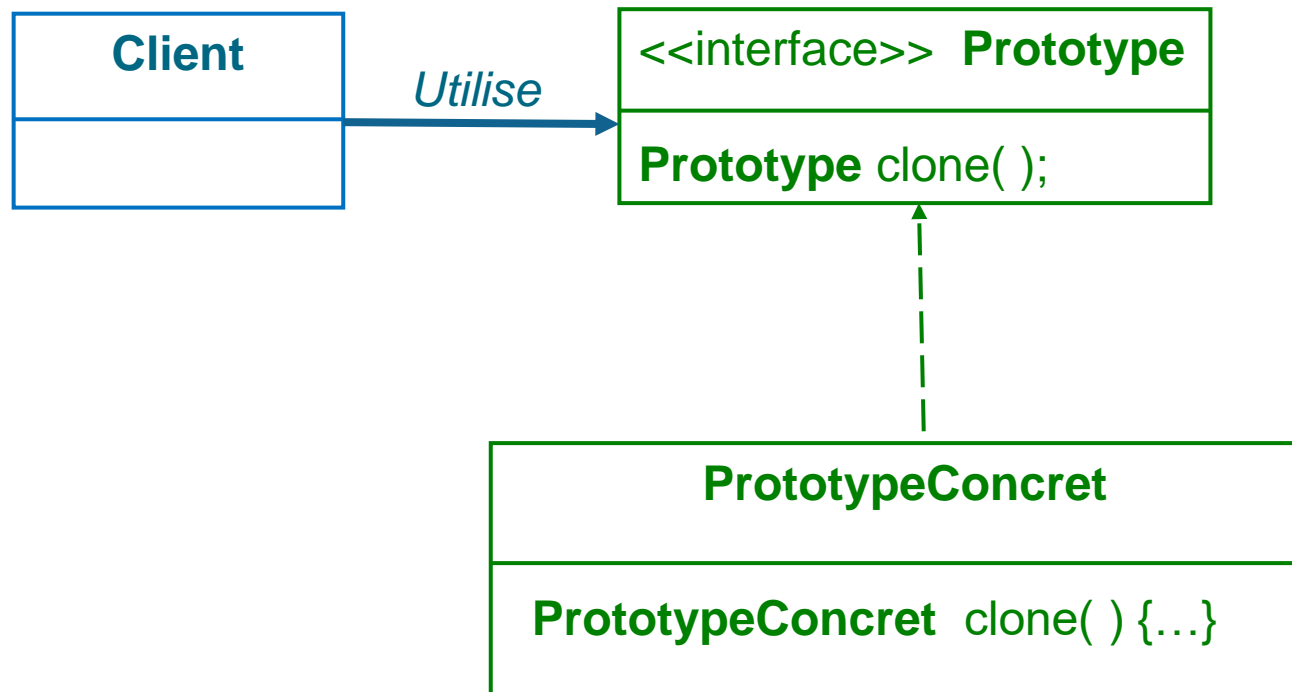 Client
Utilise
<<interface>> Prototype
Prototype clone( );
PrototypeConcret
PrototypeConcret clone( ) {…}